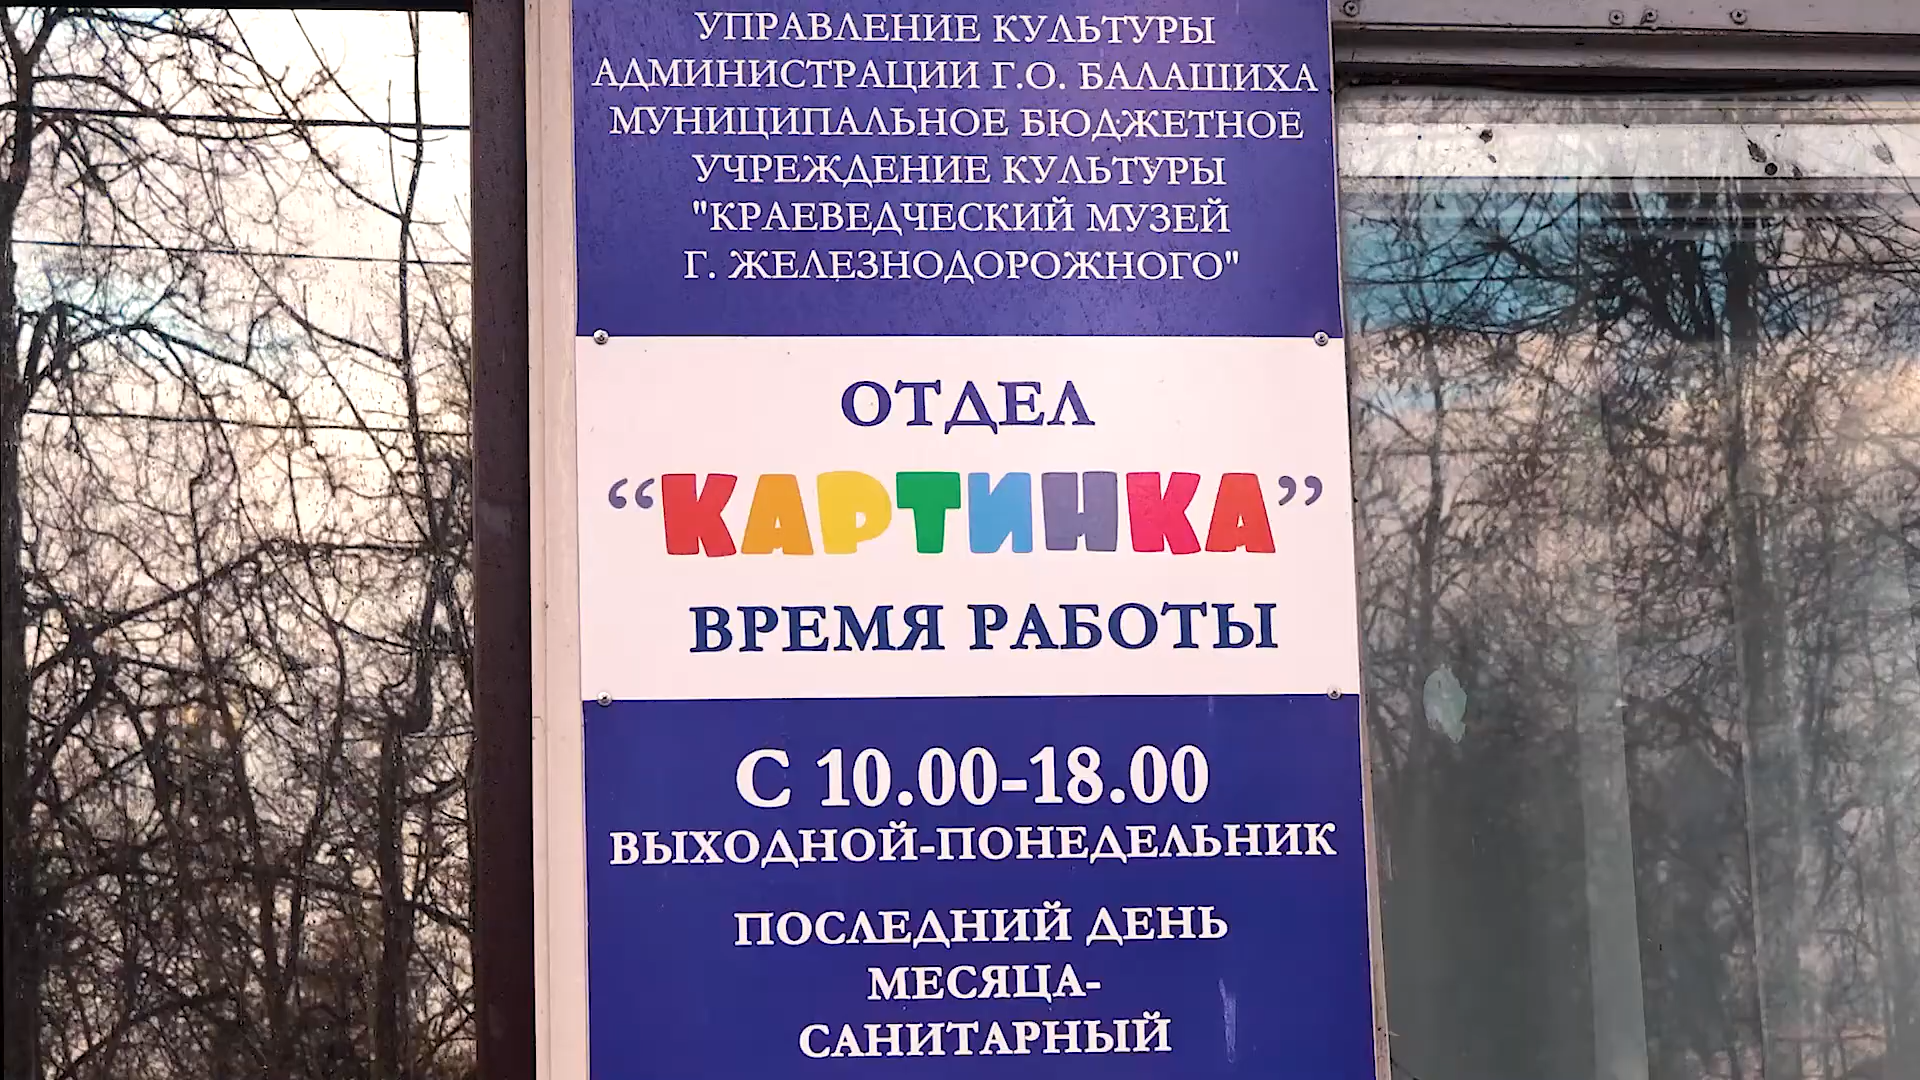 УПРАВЛЕНИЕ КУЛЬТУРЫ
АДМИНИСТРАЦИИ Г.О. БАЛАШИХА
МУНИЦИПАЛЬНОЕ БЮДЖЕТНОЕ
УЧРЕЖДЕНИЕ КУЛЬТУРЫ
"КРАЕВЕДЧЕСКИЙ МУЗЕЙ
Г. ЖЕЛЕЗНОДОРОЖНОГО"
ОТДЕЛ
“КАРТИНКА”
ВРЕМЯ РАБОТЫ
С 10.00-18.00
ВЫХОДНОЙ-ПОНЕДЕЛЬНИК
ПОСЛЕДНИЙ ДЕНЬ
МЕСЯЦА-
САНИТАРНЫЙ